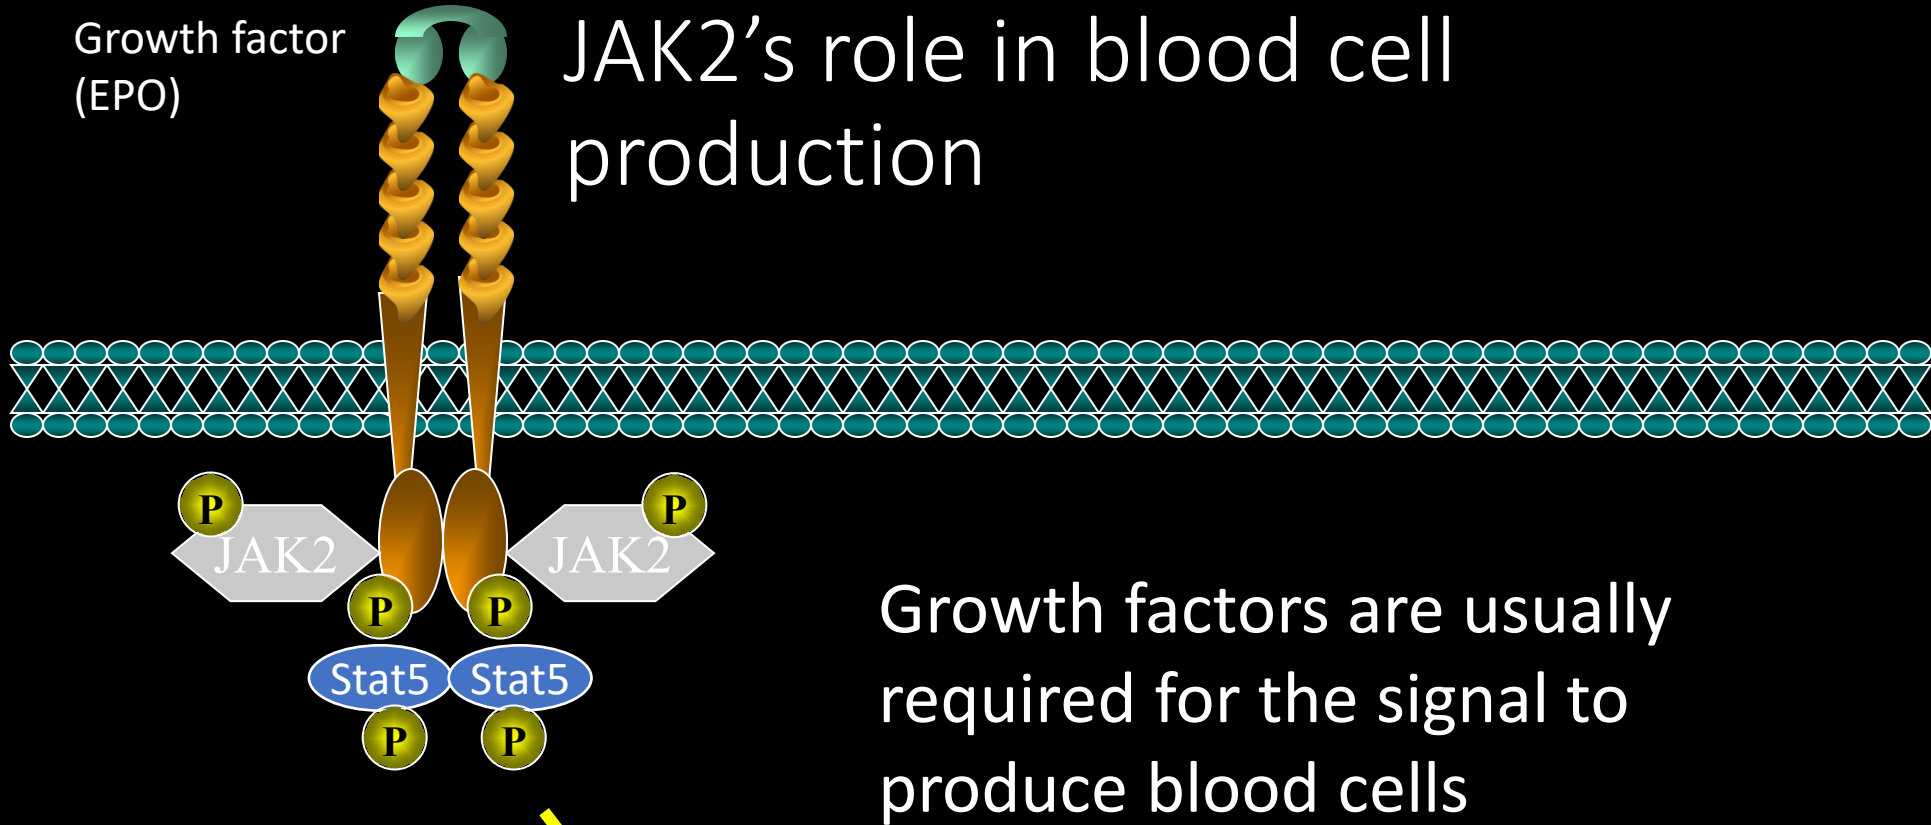 Growth factor
(EPO)
JAK2’s role in blood cell
production
P
P
JAK2
JAK2
P
P
Stat5
Stat5
P
P
Growth factors are usually
required for the signal to
produce blood cells